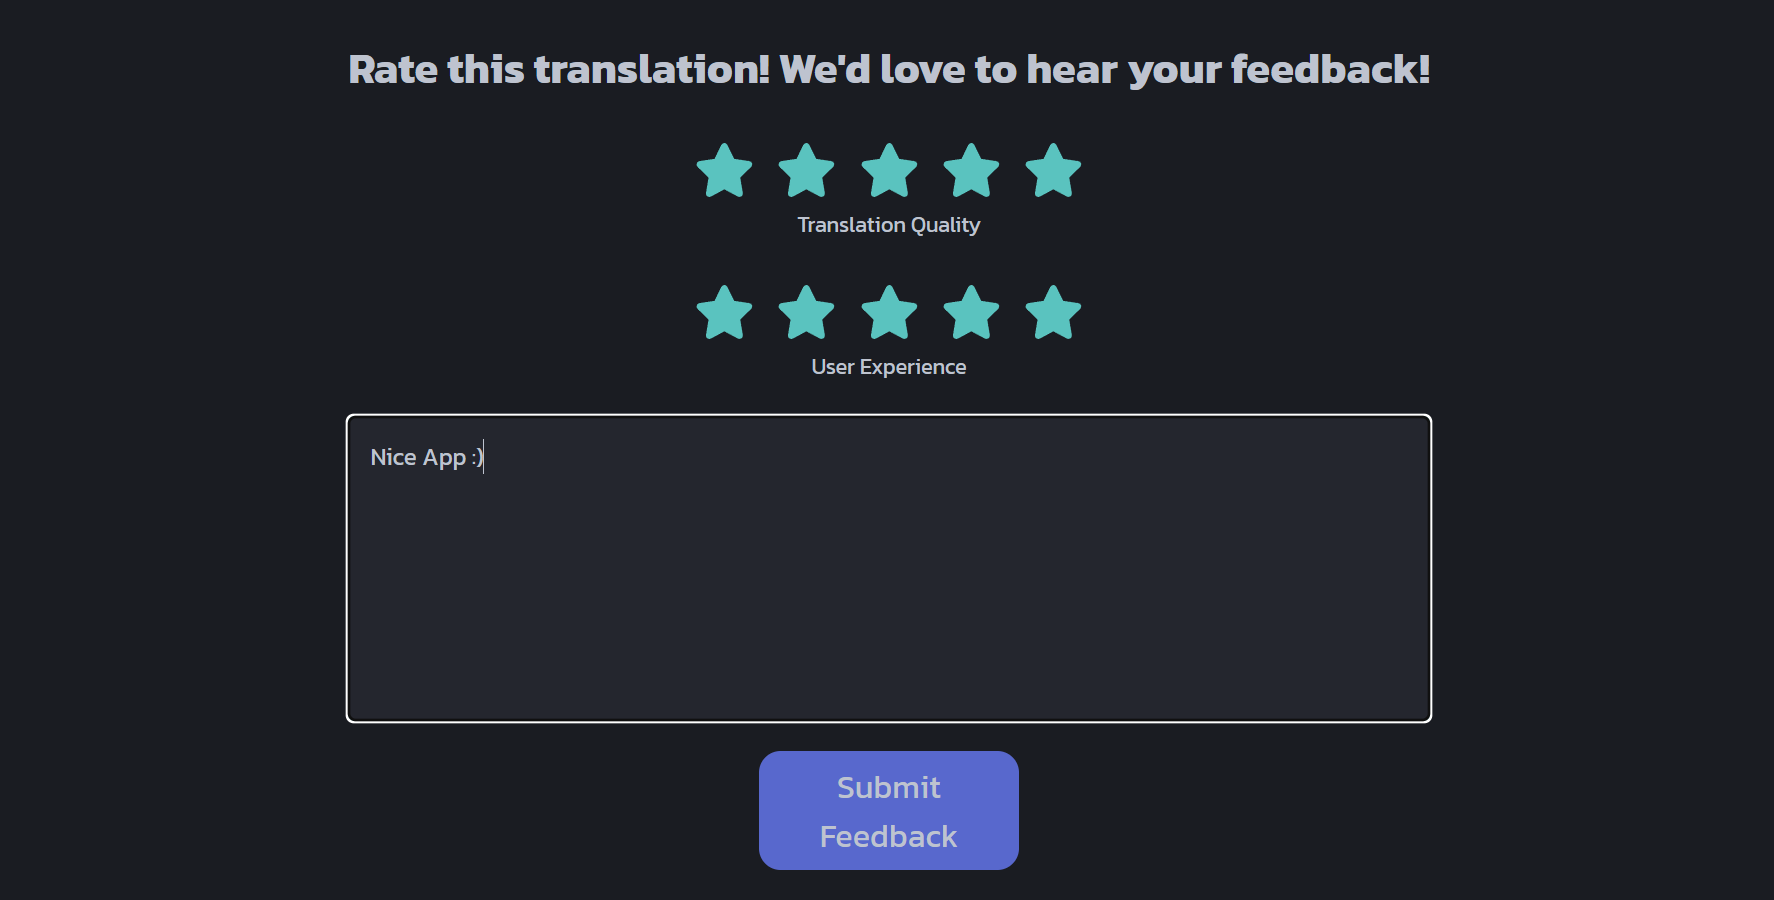 Rate this translation! We'd love to hear your feedback!
Translation Quality
User Experience
Nice App :)
Submit
Feedback